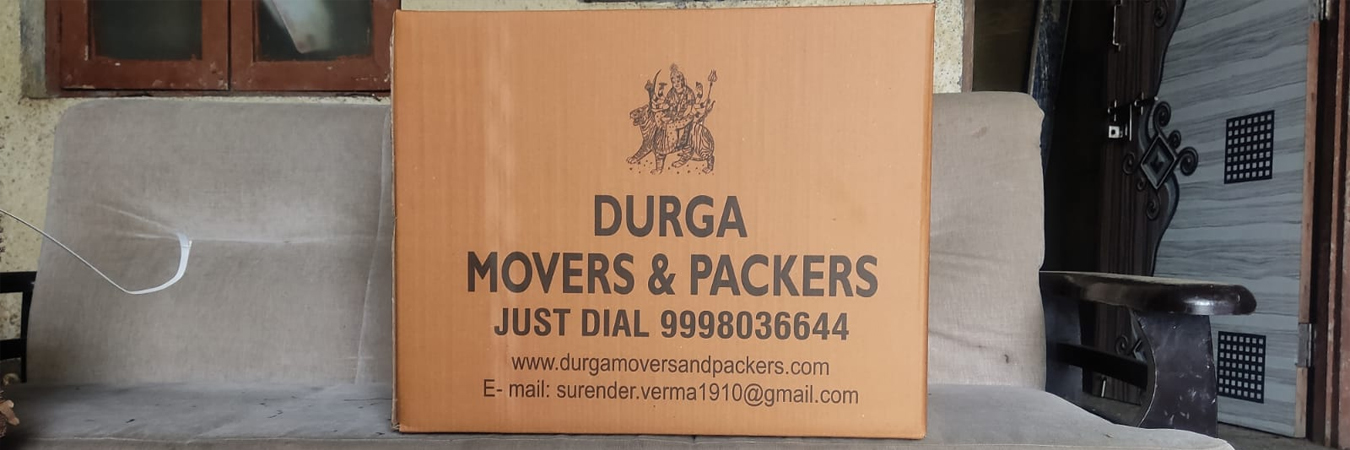 DURGA
MOVERS & PACKERS
JUST DIAL 9998036644
www.durgamoversandpackers.com
E- mail: surender.verma1910@gmail.com